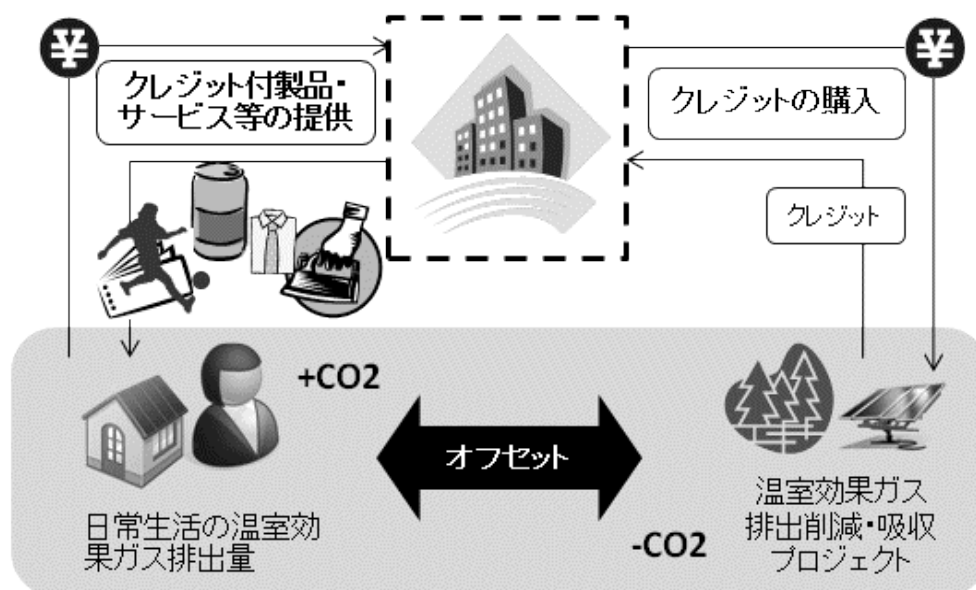 ¥
¥
クレジット付製品・
サービス等の提供
クレジットの購入
クレジット
+CO2
オフセット
-CO2
日常生活の温室効
果ガス排出量
温室効果ガス
排出削減・吸収
プロジェクト